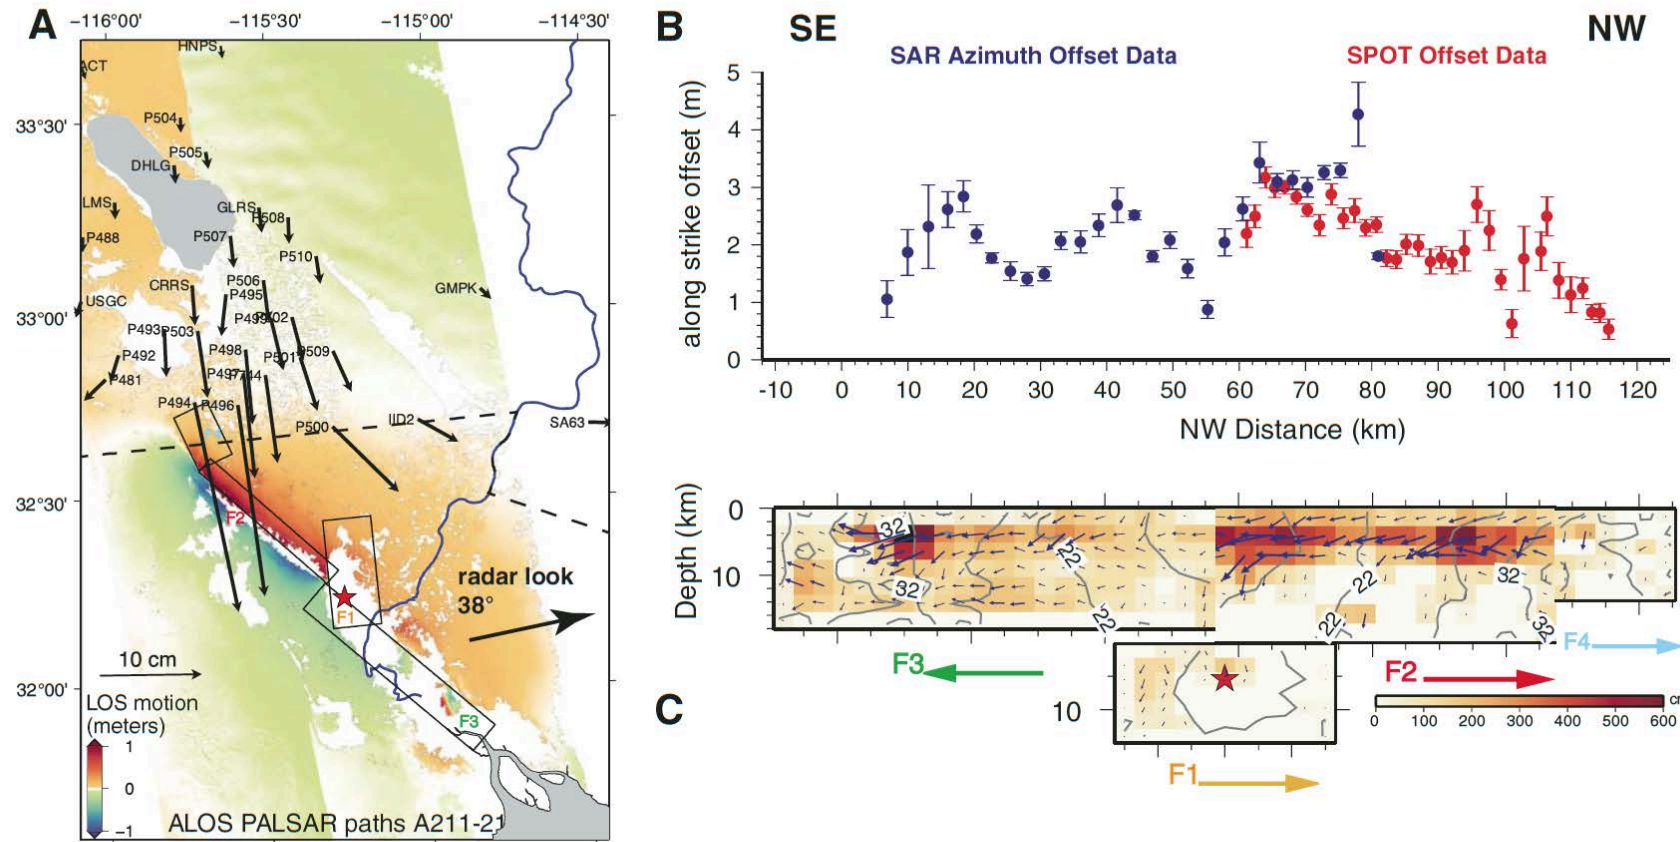 A
−116°00' −115°30' −115°00' −114°30'
HNPS
ACT
33°30'
P504
P505
DHLG
LMS
GLRS
P508
P488
P507
P510
CRRS
P506
P495
GMPK
USGC
33°00'
P493 P503
P492
P498
P501 P509
P481
P494 P496
P500
IID2
SA63
32°30'
F2
F1
radar look
38°
10 cm
32°00'
LOS motion
(meters)
F3
1
0
−1
ALOS PALSAR paths A211-21
B
SE
NW
SAR Azimuth Offset Data
SPOT Offset Data
along strike offset (m)
5
4
3
2
1
0
-10 0 10 20 30 40 50 60 70 80 90 100 110 120
NW Distance (km)
C
Depth (km)
0
10
32
32
22
22
22
22
32
32
F3
F2
F4
10
F1
0 100 200 300 400 500 600